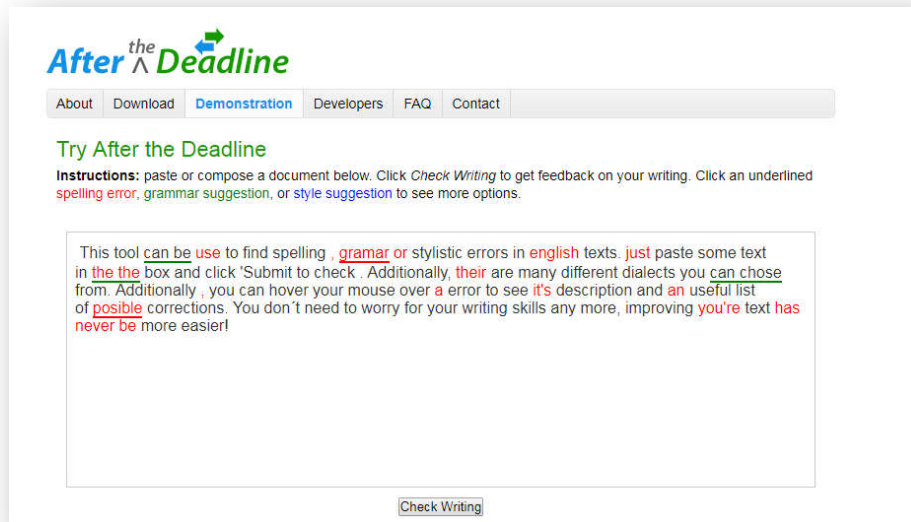 After the Deadline
About Download Demonstration Developers FAQ Contact
Try After the Deadline
Instructions: paste or compose a document below. Click Check Writing to get feedback on your writing. Click an underlined
spelling error, grammar suggestion, or style suggestion to see more options.
This tool can be use to find spelling , gramar or stylistic errors in english texts. just paste some text
in the the box and click 'Submit to check . Additionally, their are many different dialects you can chose
from. Additionally , you can hover your mouse over a error to see it's description and an useful list
of posible corrections. You don´t need to worry for your writing skills any more, improving you're text has
never be more easier!
Check Writing